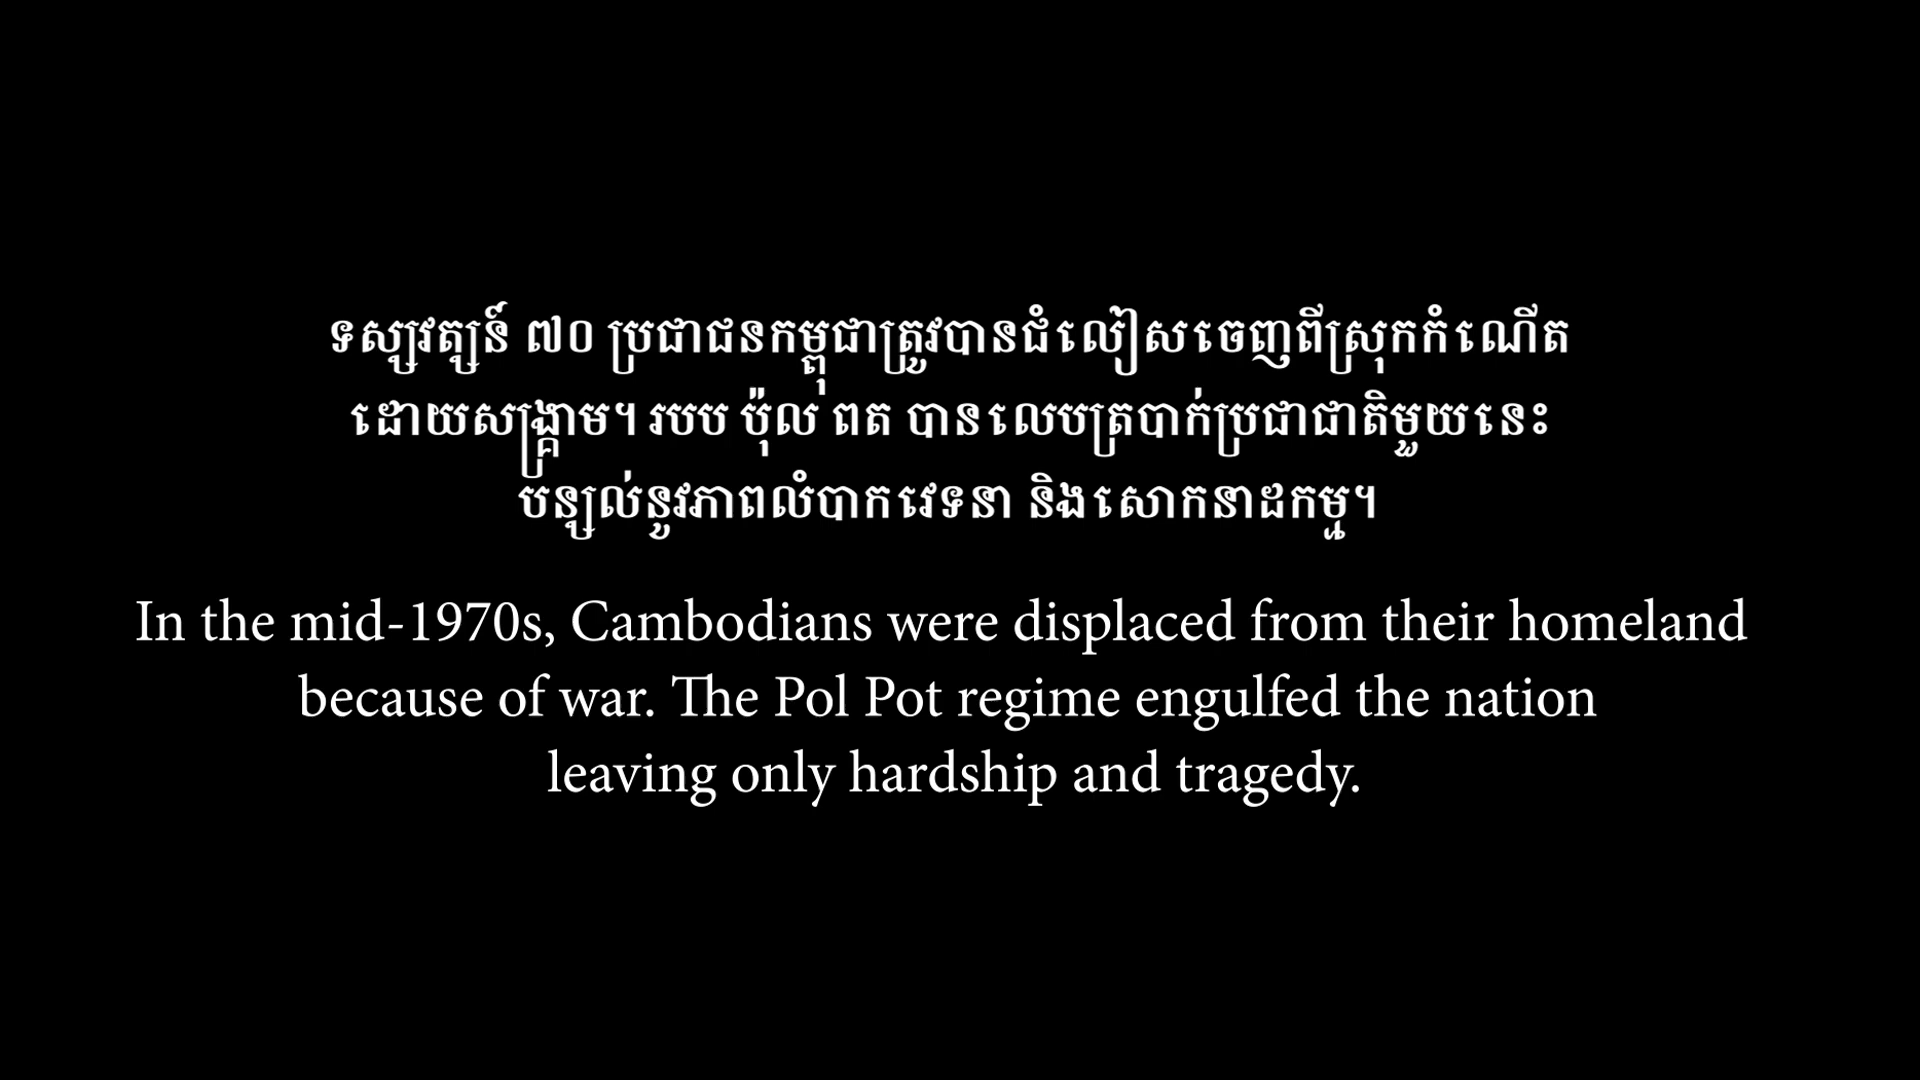 ទស្សវត្សន៍ ៧០ ប្រជាជនកម្ពុជាត្រូវបានជំលៀសចេញពីស្រុកកំណើត
ដោយសង្គ្រាម។ របប ប៉ុល ពត បានលេបត្របាក់ប្រជាជាតិមួយនេះ
បន្សល់នូវភាពលំបាកវេទនា និងសោកនាដកម្ម។
In the mid-1970s, Cambodians were displaced from their homeland
because of war. The Pol Pot regime engulfed the nation
leaving only hardship and tragedy.